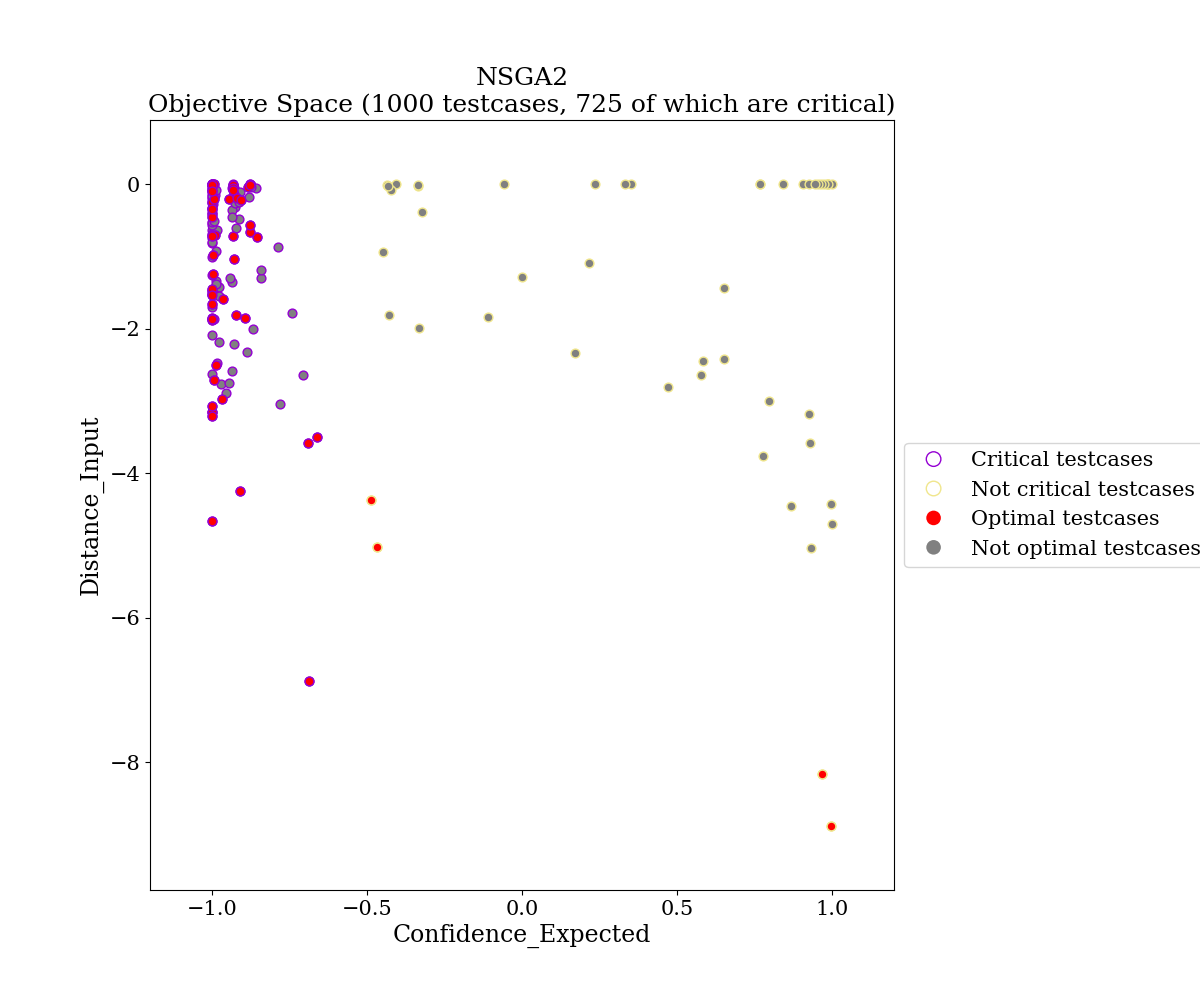 NSGA2
Objective Space (1000 testcases, 725 of which are critical)
0
−2
−4
−6
−8
Distance_Input
−1.0
−0.5
0.0
0.5
1.0
Confidence_Expected
Critical testcases
Not critical testcases
Optimal testcases
Not optimal testcases